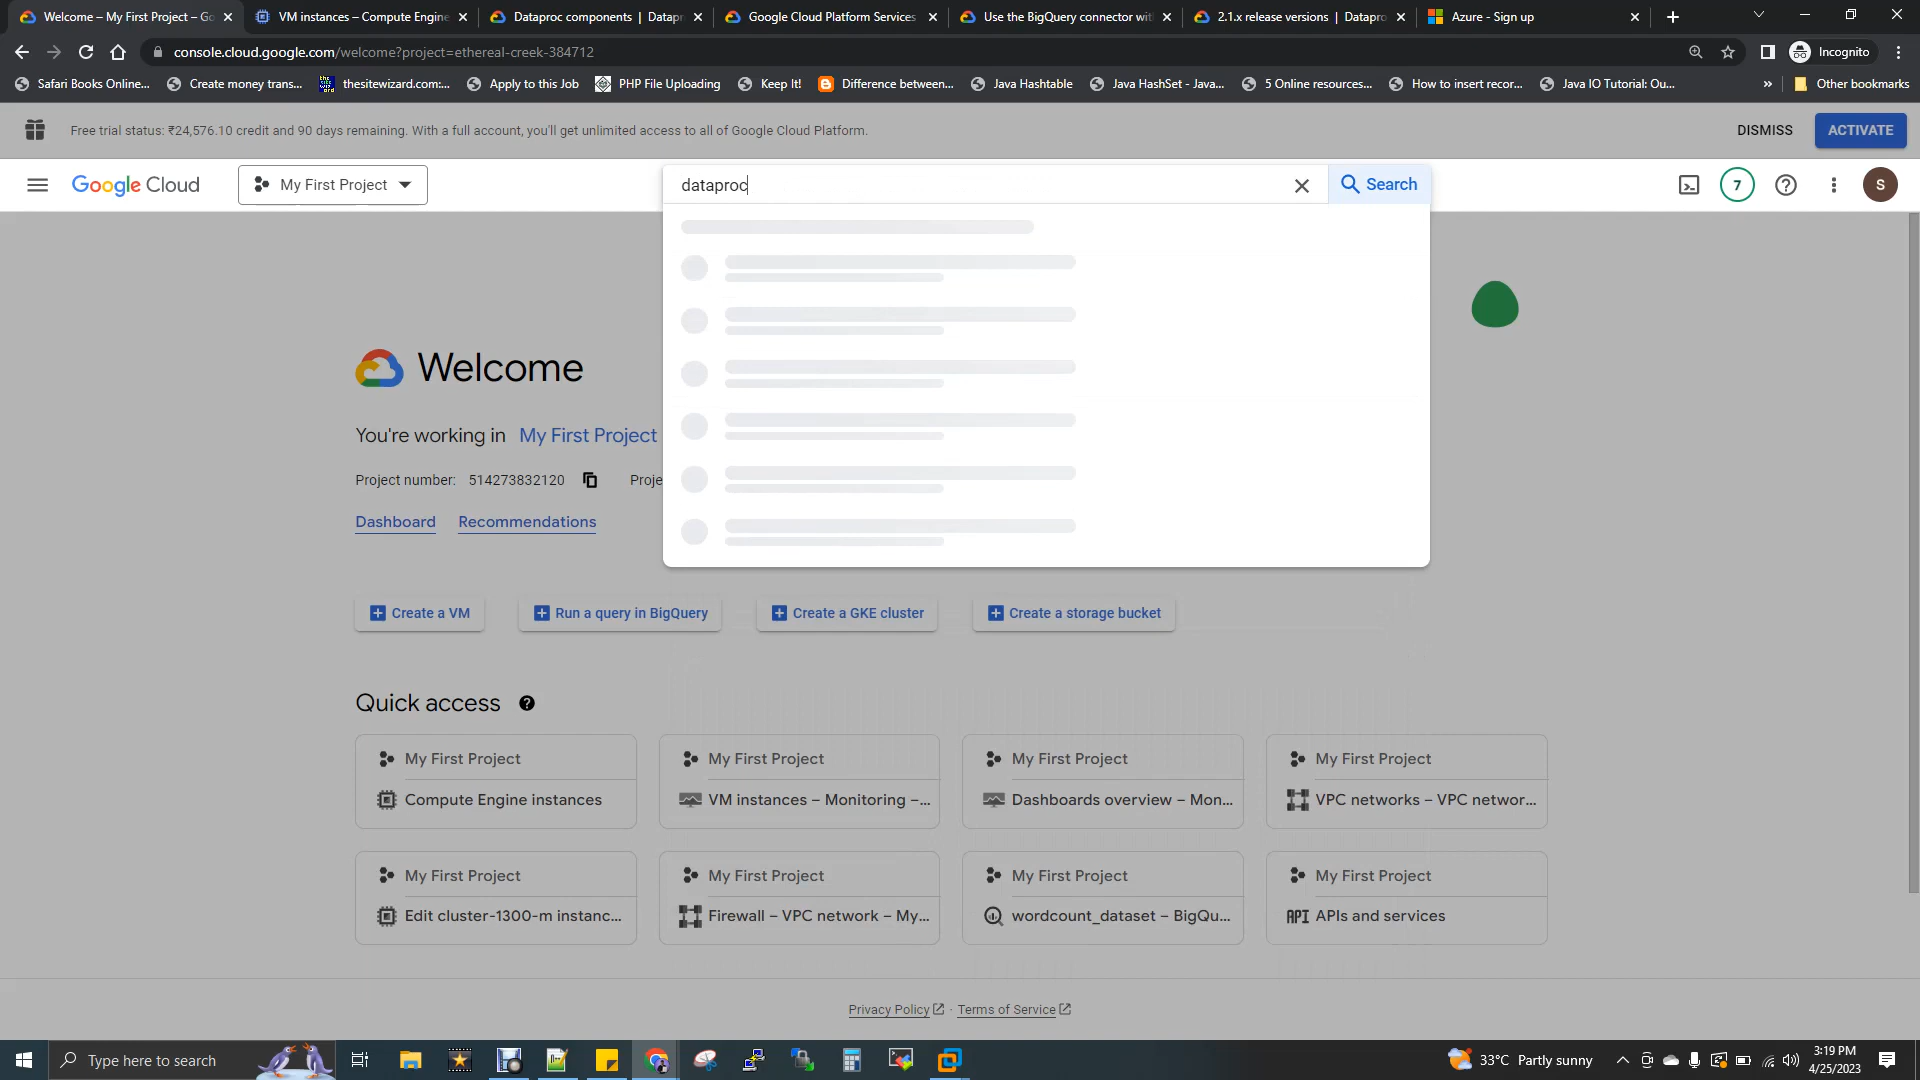 Welcome – My First Project – Go
VM instances – Compute Engine
Dataproc components | Datapr
Google Cloud Platform Services
Use the BigQuery connector wit
2.1.x release versions | Datapro
Azure - Sign up
console.cloud.google.com/welcome?project=ethereal-creek-384712
Incognito
Safari Books Online...
Create money trans...
thesitewizard.com:...
Apply to this Job
PHP File Uploading
Keep It!
Difference between...
Java Hashtable
Java HashSet - Java...
5 Online resources...
How to insert recor...
Java IO Tutorial: Ou...
»
Other bookmarks
Free trial status: ₹24,576.10 credit and 90 days remaining. With a full account, you'll get unlimited access to all of Google Cloud Platform.
DISMISS
ACTIVATE
Google Cloud
My First Project
dataproc
Search
7
S
Welcome
You're working in My First Project
Project number: 514273832120
Proje
Dashboard
Recommendations
Create a VM
Run a query in BigQuery
Create a GKE cluster
Create a storage bucket
Quick access
My First Project
Compute Engine instances
My First Project
VM instances – Monitoring –...
My First Project
Dashboards overview – Mon...
My First Project
VPC networks – VPC networ...
My First Project
Edit cluster-1300-m instanc...
My First Project
Firewall – VPC network – My...
My First Project
wordcount_dataset – BigQu...
My First Project
API APIs and services
Privacy Policy · Terms of Service
Type here to search
33°C Partly sunny
3:19 PM
4/25/2023